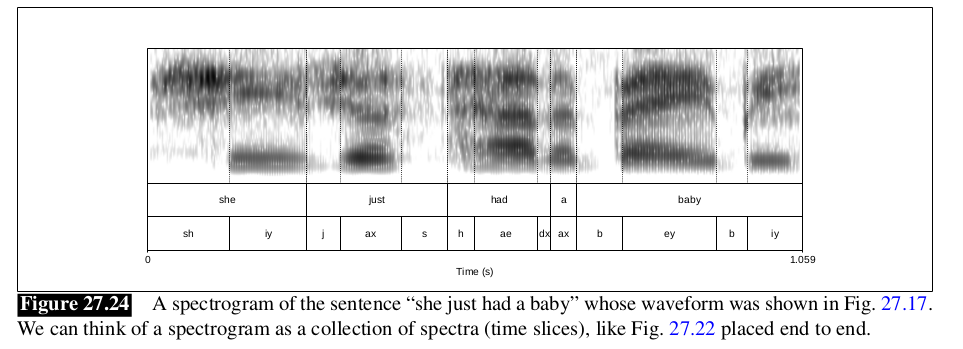 she just had a baby
sh iy j ax s h ae dx ax b ey b iy
0 1.059
Time (s)
Figure 27.24 A spectrogram of the sentence “she just had a baby” whose waveform was shown in Fig. 27.17.
We can think of a spectrogram as a collection of spectra (time slices), like Fig. 27.22 placed end to end.